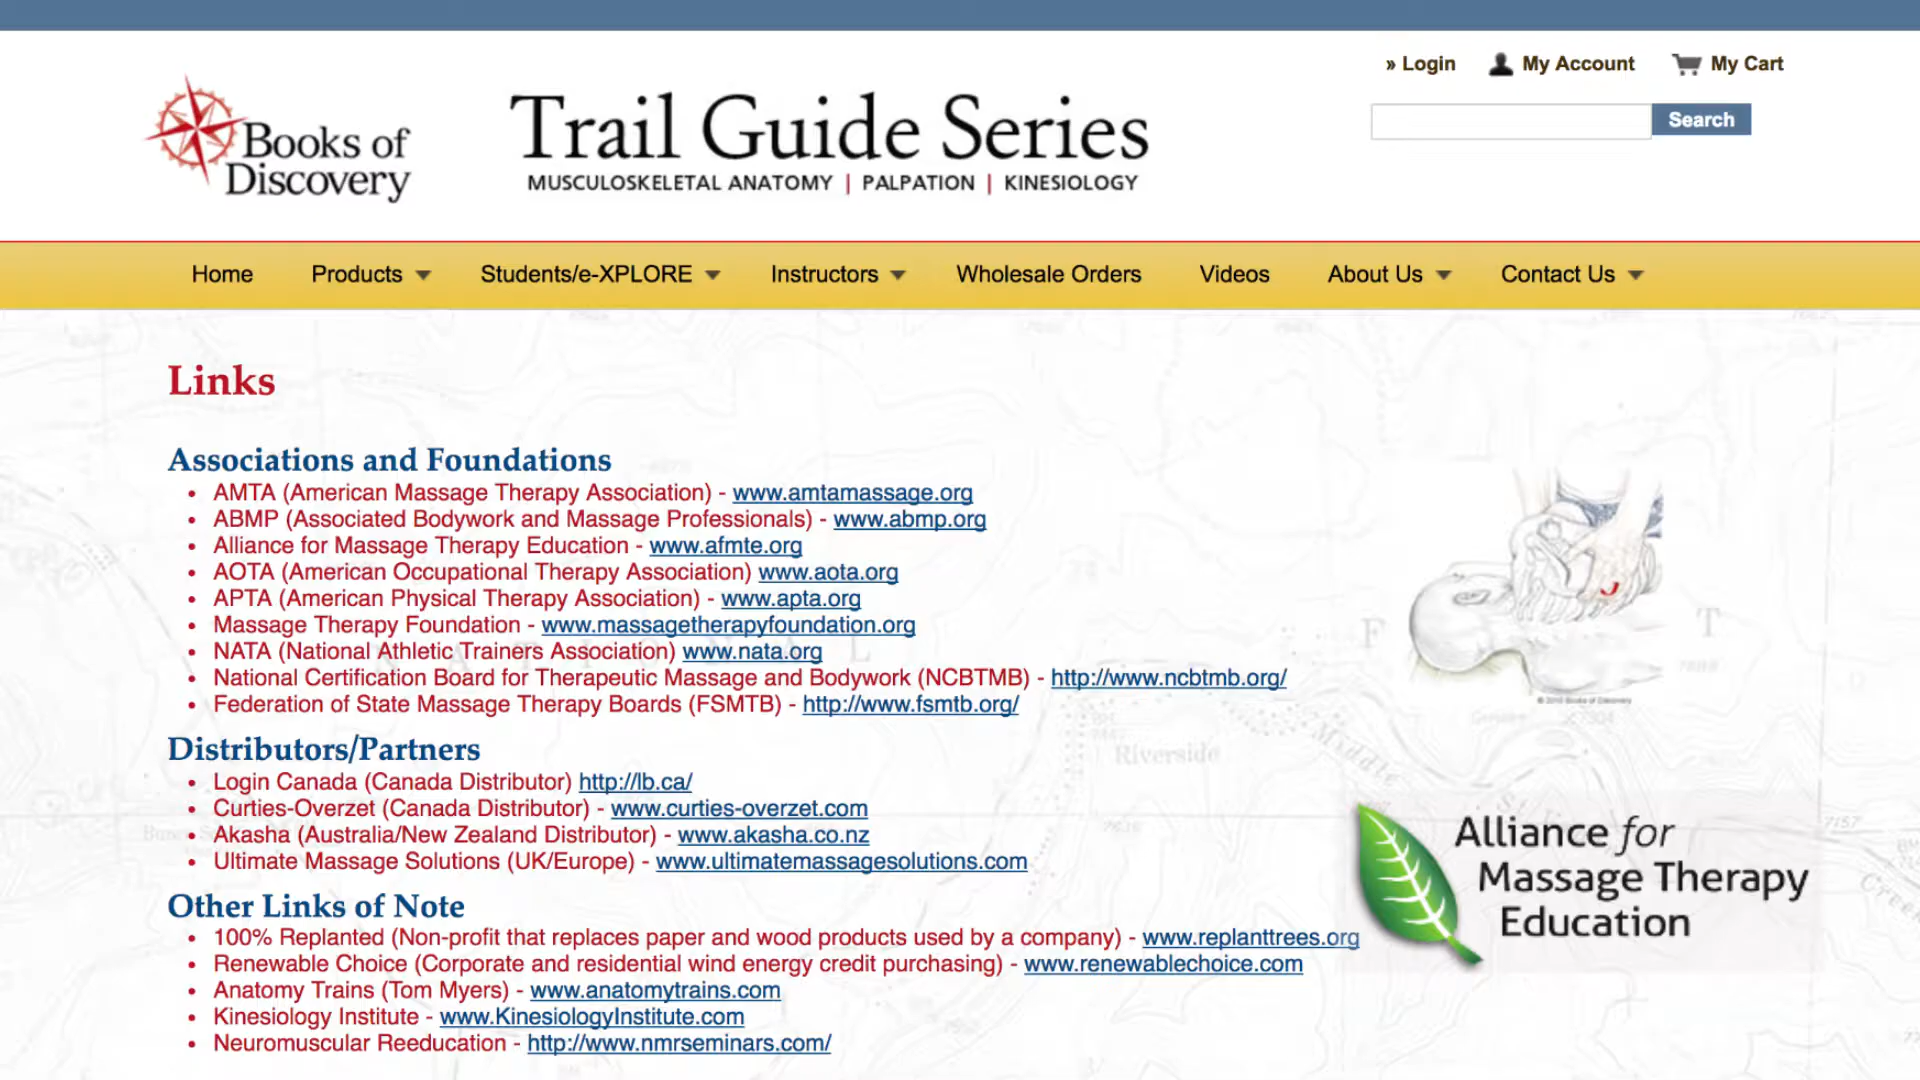 » Login My Account My Cart
Books of
Discovery
Trail Guide Series
MUSCULOSKELETAL ANATOMY | PALPATION | KINESIOLOGY
Search
Home Products Students/e-XPLORE Instructors Wholesale Orders Videos About Us Contact Us
Links
Associations and Foundations
• AMTA (American Massage Therapy Association) - www.amtamassage.org
• ABMP (Associated Bodywork and Massage Professionals) - www.abmp.org
• Alliance for Massage Therapy Education - www.afmte.org
• AOTA (American Occupational Therapy Association) www.aota.org
• APTA (American Physical Therapy Association) - www.apta.org
• Massage Therapy Foundation - www.massagetherapyfoundation.org
• NATA (National Athletic Trainers Association) www.nata.org
• National Certification Board for Therapeutic Massage and Bodywork (NCBTMB) - http://www.ncbtmb.org/
• Federation of State Massage Therapy Boards (FSMTB) - http://www.fsmtb.org/
Distributors/Partners
• Login Canada (Canada Distributor) http://lb.ca/
• Curties-Overzet (Canada Distributor) - www.curties-overzet.com
• Akasha (Australia/New Zealand Distributor) - www.akasha.co.nz
• Ultimate Massage Solutions (UK/Europe) - www.ultimatemassagesolutions.com
Other Links of Note
• 100% Replanted (Non-profit that replaces paper and wood products used by a company) - www.replanttrees.org
• Renewable Choice (Corporate and residential wind energy credit purchasing) - www.renewablechoice.com
• Anatomy Trains (Tom Myers) - www.anatomytrains.com
• Kinesiology Institute - www.KinesiologyInstitute.com
• Neuromuscular Reeducation - http://www.nmrseminars.com/
Riverside
Middle
Alliance for
Massage Therapy
Education